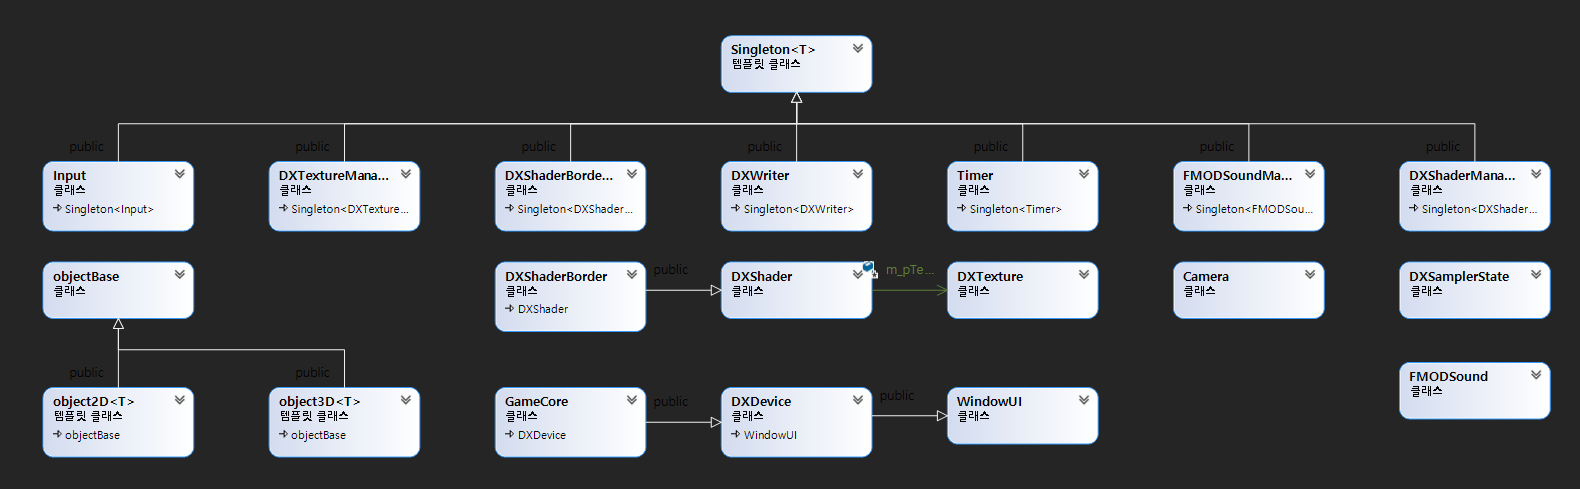 Singleton<T>
템플릿 클래스
public
public
public
public
public
public
public
Input
클래스
Singleton<Input>
DXTextureMana...
클래스
Singleton<DXTexture...
DXShaderBorde...
클래스
Singleton<DXShader...
DXWriter
클래스
Singleton<DXWriter>
Timer
클래스
Singleton<Timer>
FMODSoundMa...
클래스
Singleton<FMODSou...
DXShaderMana...
클래스
Singleton<DXShader...
objectBase
클래스
DXShaderBorder
클래스
DXShader
public
DXShader
클래스
m_pTe...
DXTexture
클래스
Camera
클래스
DXSamplerState
클래스
public
public
object2D<T>
템플릿 클래스
objectBase
object3D<T>
템플릿 클래스
objectBase
GameCore
클래스
DXDevice
public
DXDevice
클래스
WindowUI
public
WindowUI
클래스
FMODSound
클래스